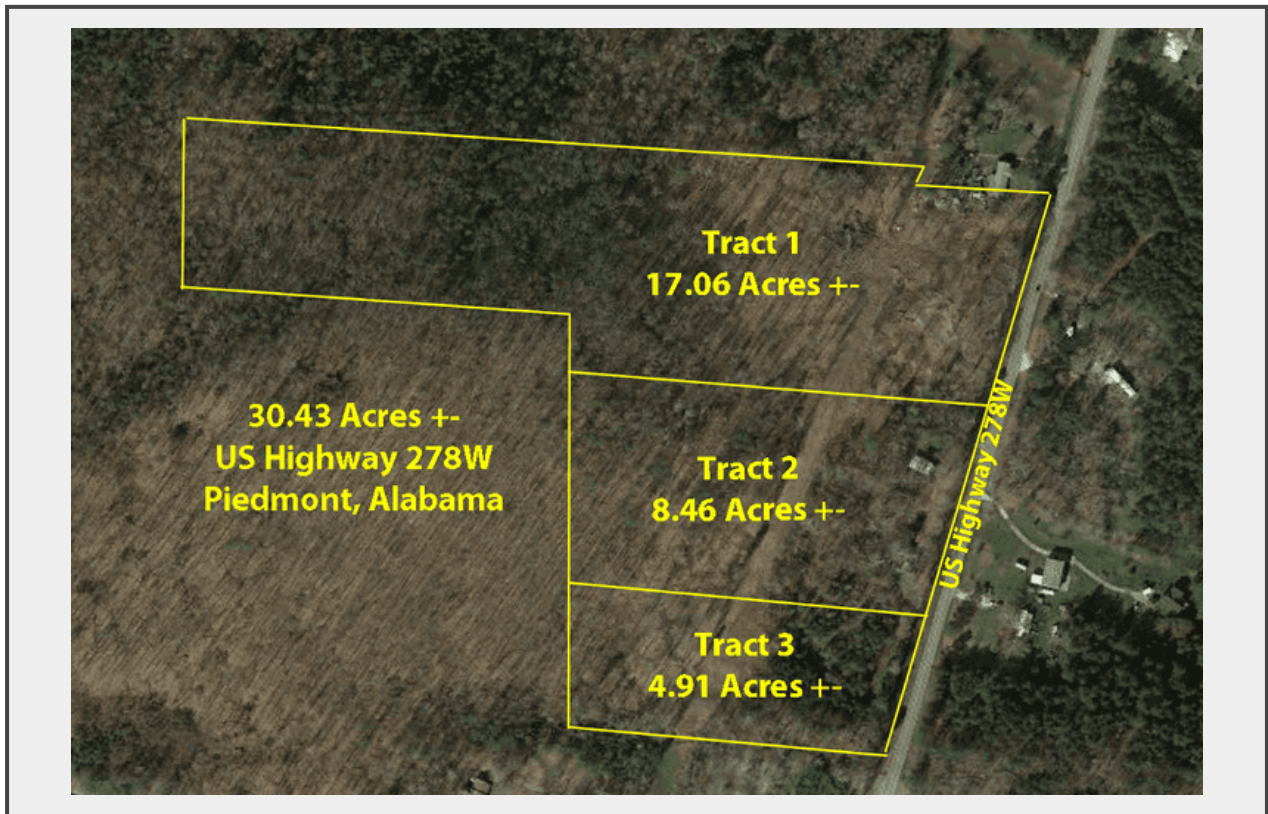 Tract 1
17.06 Acres +-
30.43 Acres +-
US Highway 278W
Piedmont, Alabama
Tract 2
8.46 Acres +-
US Highway 278W
Tract 3
4.91 Acres +-